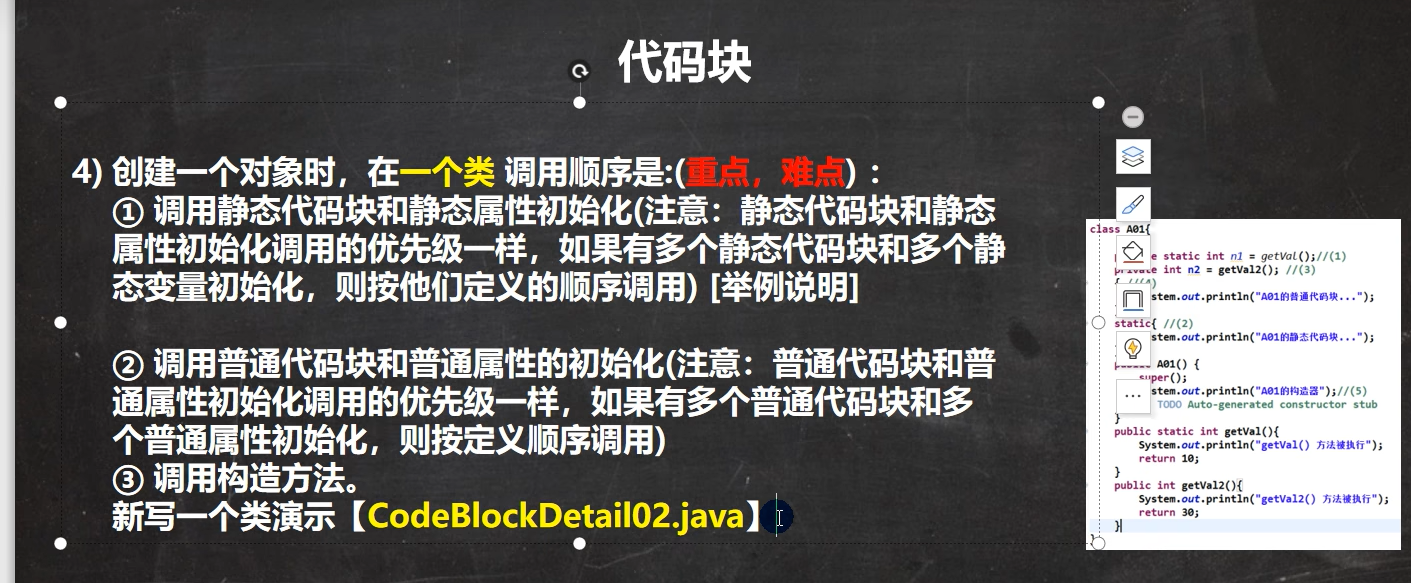 代码块
4) 创建一个对象时，在一个类 调用顺序是:(重点，难点)：
① 调用静态代码块和静态属性初始化(注意：静态代码块和静态
属性初始化调用的优先级一样，如果有多个静态代码块和多个静
态变量初始化，则按他们定义的顺序调用) [举例说明]
② 调用普通代码块和普通属性的初始化(注意：普通代码块和普
通属性初始化调用的优先级一样，如果有多个普通代码块和多
个普通属性初始化，则按定义顺序调用)
③ 调用构造方法。
新写一个类演示【CodeBlockDetail02.java】
class A01{
static int n1 = getVal();//(1)
private int n2 = getVal2(); //(3)
stem.out.println("A01的普通代码块...");
static{ //(2)
stem.out.println("A01的静态代码块...");
A01() {
super();
stem.out.println("A01的构造器");//(5)
TODO Auto-generated constructor stub
}
public static int getVal(){
System.out.println("getVal() 方法被执行");
return 10;
}
public int getVal2(){
System.out.println("getVal2() 方法被执行");
return 30;
}